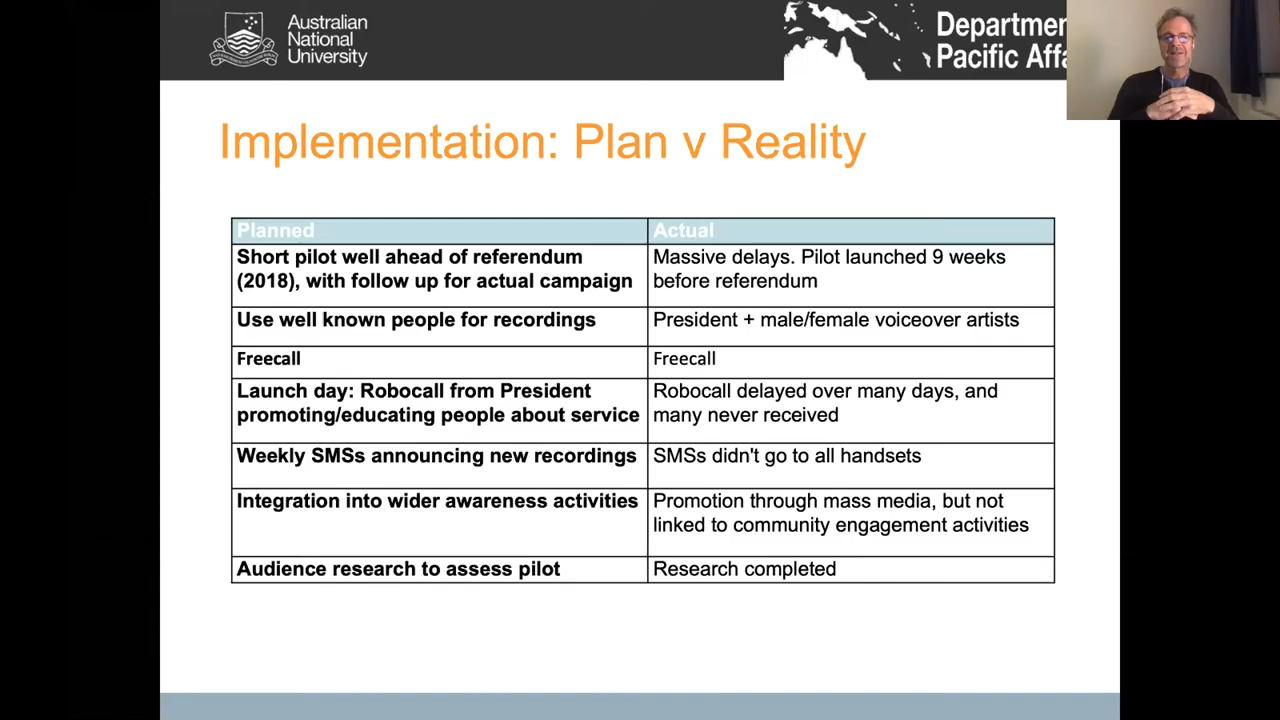 Australian
National
University
Department
Pacific
Implementation: Plan v Reality
Planned
Actual
Short pilot well ahead of referendum
(2018), with follow up for actual campaign
Massive delays. Pilot launched 9 weeks
before referendum
Use well known people for recordings
President + male/female voiceover artists
Freecall
Freecall
Launch day: Robocall from President
promoting/educating people about service
Robocall delayed over many days, and
many never received
Weekly SMSs announcing new recordings
SMSs didn't go to all handsets
Integration into wider awareness activities
Promotion through mass media, but not
linked to community engagement activities
Audience research to assess pilot
Research completed